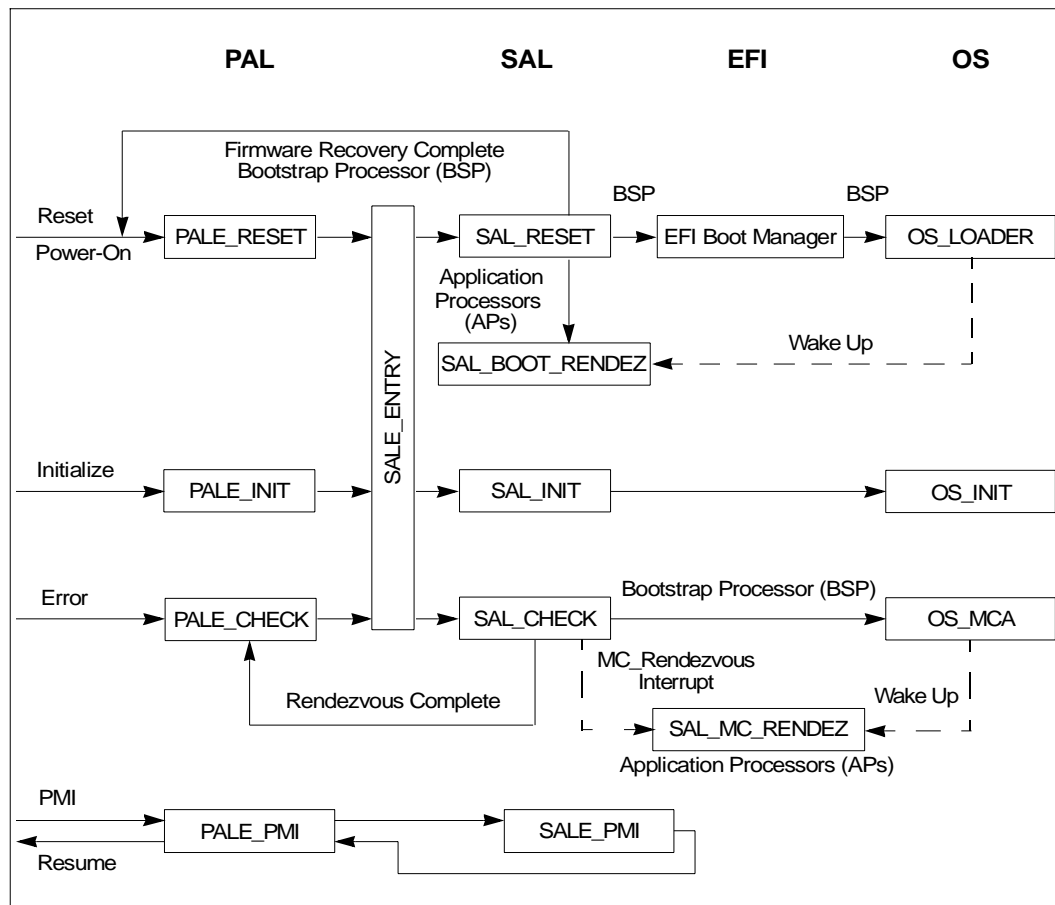 PAL
SAL
EFI
OS
Firmware Recovery Complete
Bootstrap Processor (BSP)
BSP
BSP
Reset
Power-On
PALE_RESET
SAL_RESET
EFI Boot Manager
OS_LOADER
Application
Processors
(APs)
SALE_ENTRY
Wake Up
SAL_BOOT_RENDEZ
Initialize
PALE_INIT
SAL_INIT
OS_INIT
Bootstrap Processor (BSP)
Error
PALE_CHECK
SAL_CHECK
OS_MCA
MC_Rendezvous
Interrupt
Rendezvous Complete
Wake Up
SAL_MC_RENDEZ
Application Processors (APs)
PMI
PALE_PMI
SALE_PMI
Resume